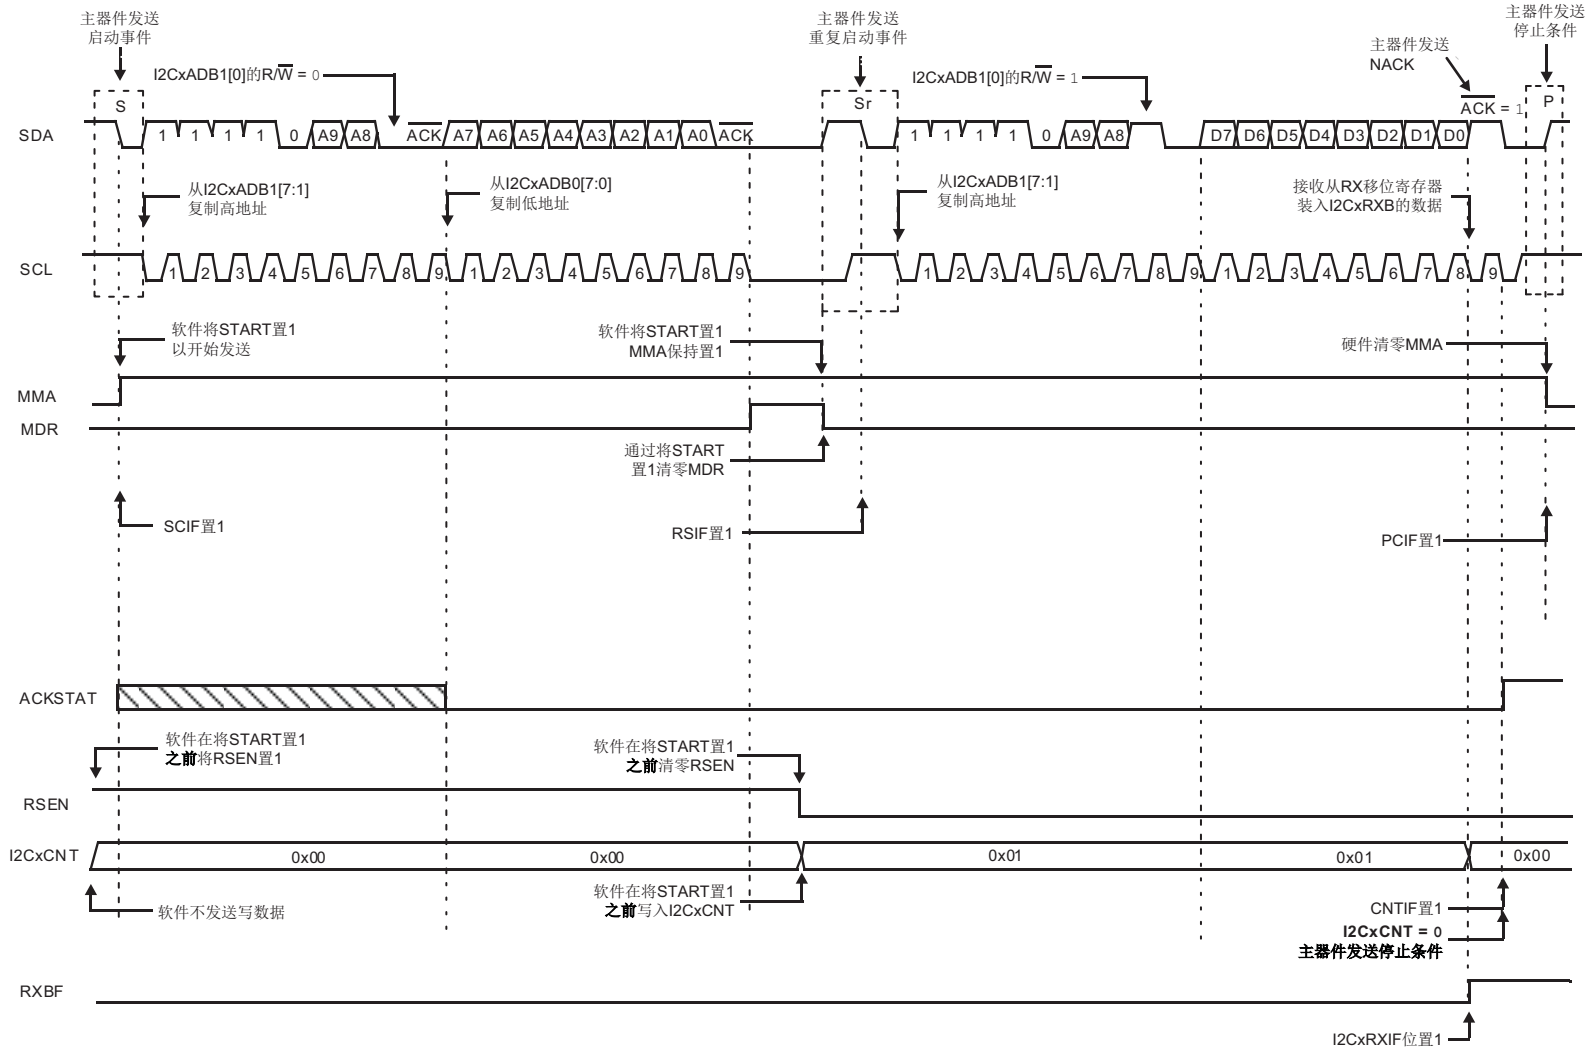 主器件发送
启动事件
主器件发送
重复启动事件
主器件发送
停止条件
主器件发送
NACK
I2CxADB1[0]的R/W = 0
I2CxADB1[0]的R/W = 1
ACK = 1
S
Sr
P
SDA
1 1 1 1 0 A9 A8 ACK A7 A6 A5 A4 A3 A2 A1 A0 ACK
1 1 1 1 0 A9 A8 D7 D6 D5 D4 D3 D2 D1 D0
从I2CxADB1[7:1]
复制高地址
从I2CxADB0[7:0]
复制低地址
从I2CxADB1[7:1]
复制高地址
接收从RX移位寄存器
装入I2CxRXB的数据
SCL
1 2 3 4 5 6 7 8 9 1 2 3 4 5 6 7 8 9
1 2 3 4 5 6 7 8 9 1 2 3 4 5 6 7 8 9
软件将START置1
以开始发送
软件将START置1
MMA保持置1
硬件清零MMA
MMA
MDR
通过将START
置1清零MDR
SCIF置1
RSIF置1
PCIF置1
ACKSTAT
软件在将START置1
之前将RSEN置1
软件在将START置1
之前清零RSEN
RSEN
I2CxCNT
0x00
0x00
0x01
0x01
0x00
软件不发送写数据
软件在将START置1
之前写入I2CxCNT
CNTIF置1
I2CxCNT = 0
主器件发送停止条件
RXBF
I2CxRXIF位置1